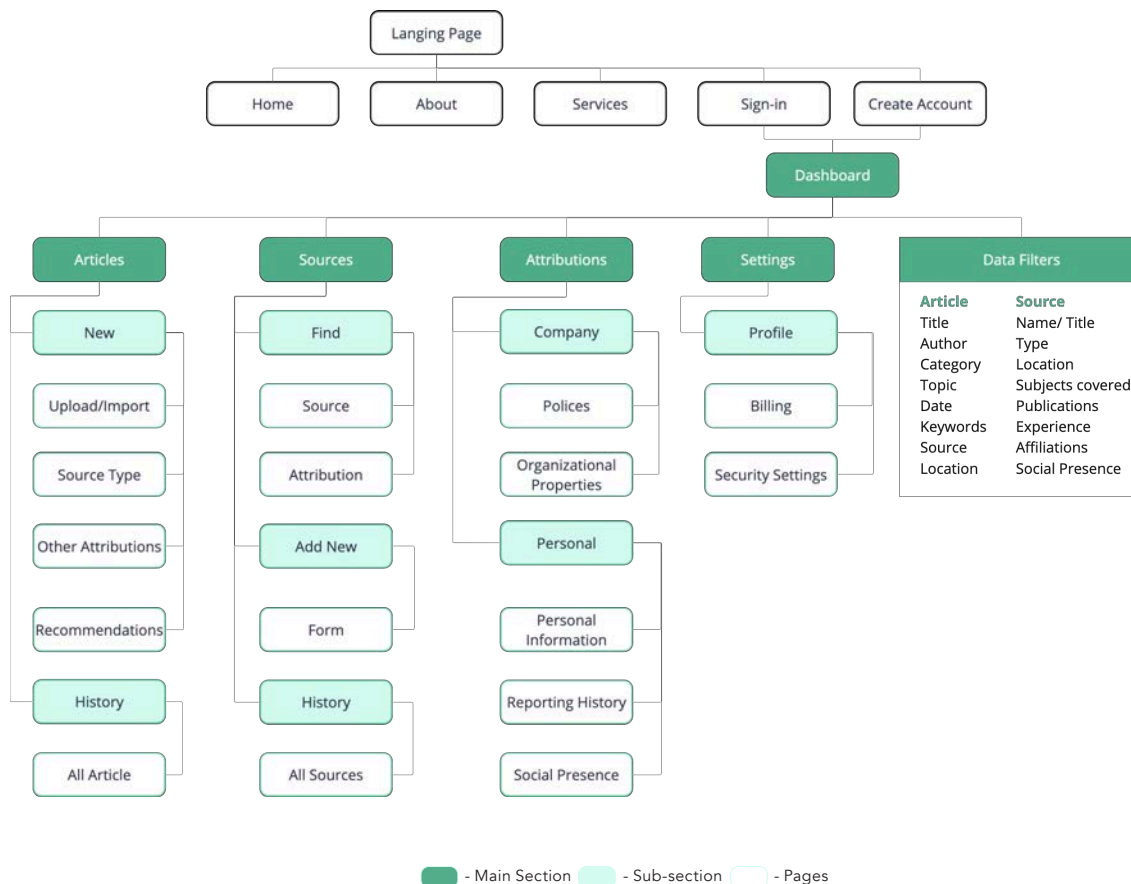 Langing Page
Home
About
Services
Sign-in
Create Account
Dashboard
Articles
Sources
Attributions
Settings
Data Filters
New
Upload/Import
Source Type
Other Attributions
Recommendations
History
All Article
Find
Source
Attribution
Add New
Form
History
All Sources
Company
Polices
Organizational
Properties
Personal
Personal
Information
Reporting History
Social Presence
Profile
Billing
Security Settings
Article
Title
Author
Category
Topic
Date
Keywords
Source
Location
Source
Name/ Title
Type
Location
Subjects covered
Publications
Experience
Affiliations
Social Presence
- Main Section
- Sub-section
- Pages